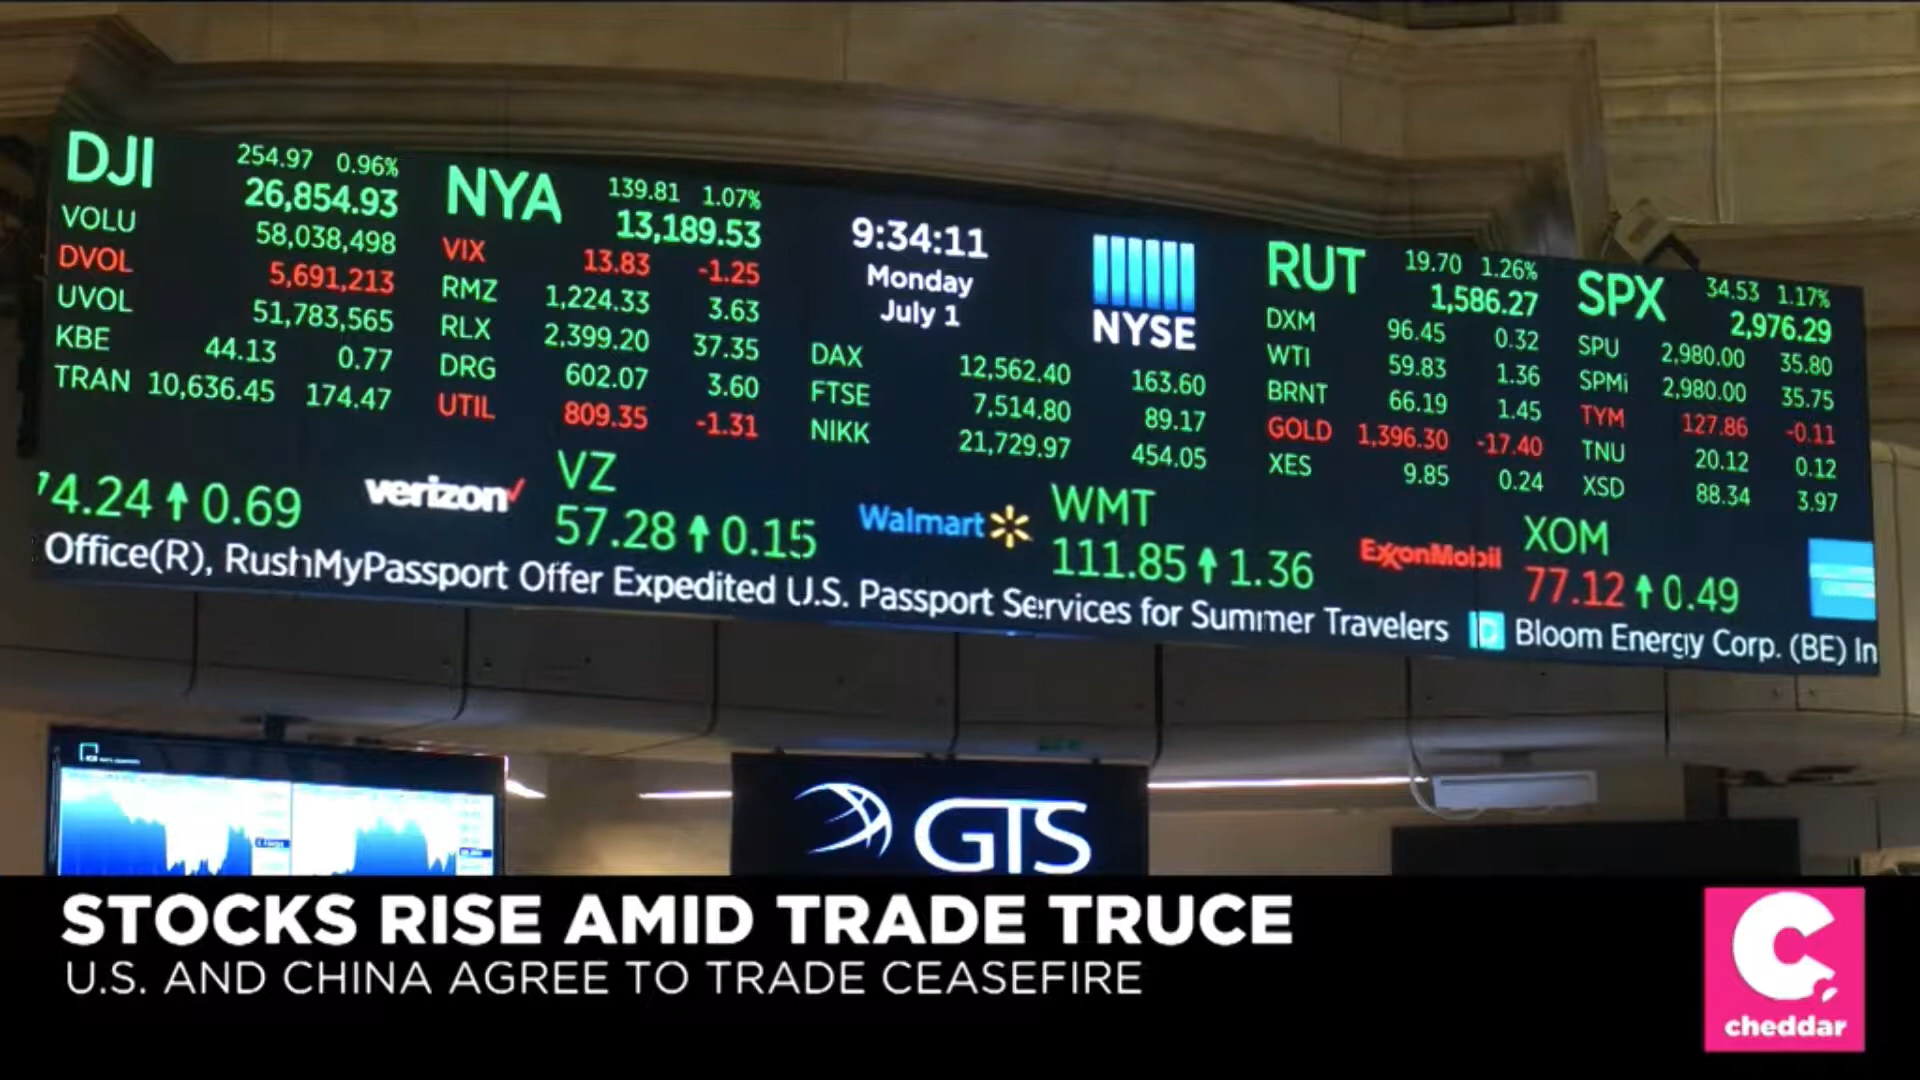 DJI 254.97 0.96%
26,854.93
VOLU 58,038,498
DVOL 5,691,213
UVOL 51,783,565
KBE 44.13 0.77
TRAN 10,636.45 174.47
NYA 139.81 1.07%
13,189.53
VIX 13.83 -1.25
RMZ 1,224.33 3.63
RLX 2,399.20 37.35
DRG 602.07 3.60
UTIL 809.35 -1.31
9:34:11
Monday
July 1
DAX 12,562.40 163.60
FTSE 7,514.80 89.17
NIKK 21,729.97 454.05
NYSE
RUT 19.70 1.26%
1,586.27
DXM 96.45 0.32
WTI 59.83 1.36
BRNT 66.19 1.45
GOLD 1,396.30 -17.40
XES 9.85 0.24
SPX 34.53 1.17%
2,976.29
SPU 2,980.00 35.80
SPMi 2,980.00 35.75
TYM 127.86 -0.11
TNU 20.12 0.12
XSD 88.34 3.97
74.24 ↑ 0.69
verizon
VZ
57.28 ↑ 0.15
Walmart
WMT
111.85 ↑ 1.36
ExxonMobil
XOM
77.12 ↑ 0.49
Office(R), RushMyPassport Offer Expedited U.S. Passport Services for Summer Travelers D Bloom Energy Corp. (BE) In
GTS
STOCKS RISE AMID TRADE TRUCE
U.S. AND CHINA AGREE TO TRADE CEASEFIRE
cheddar